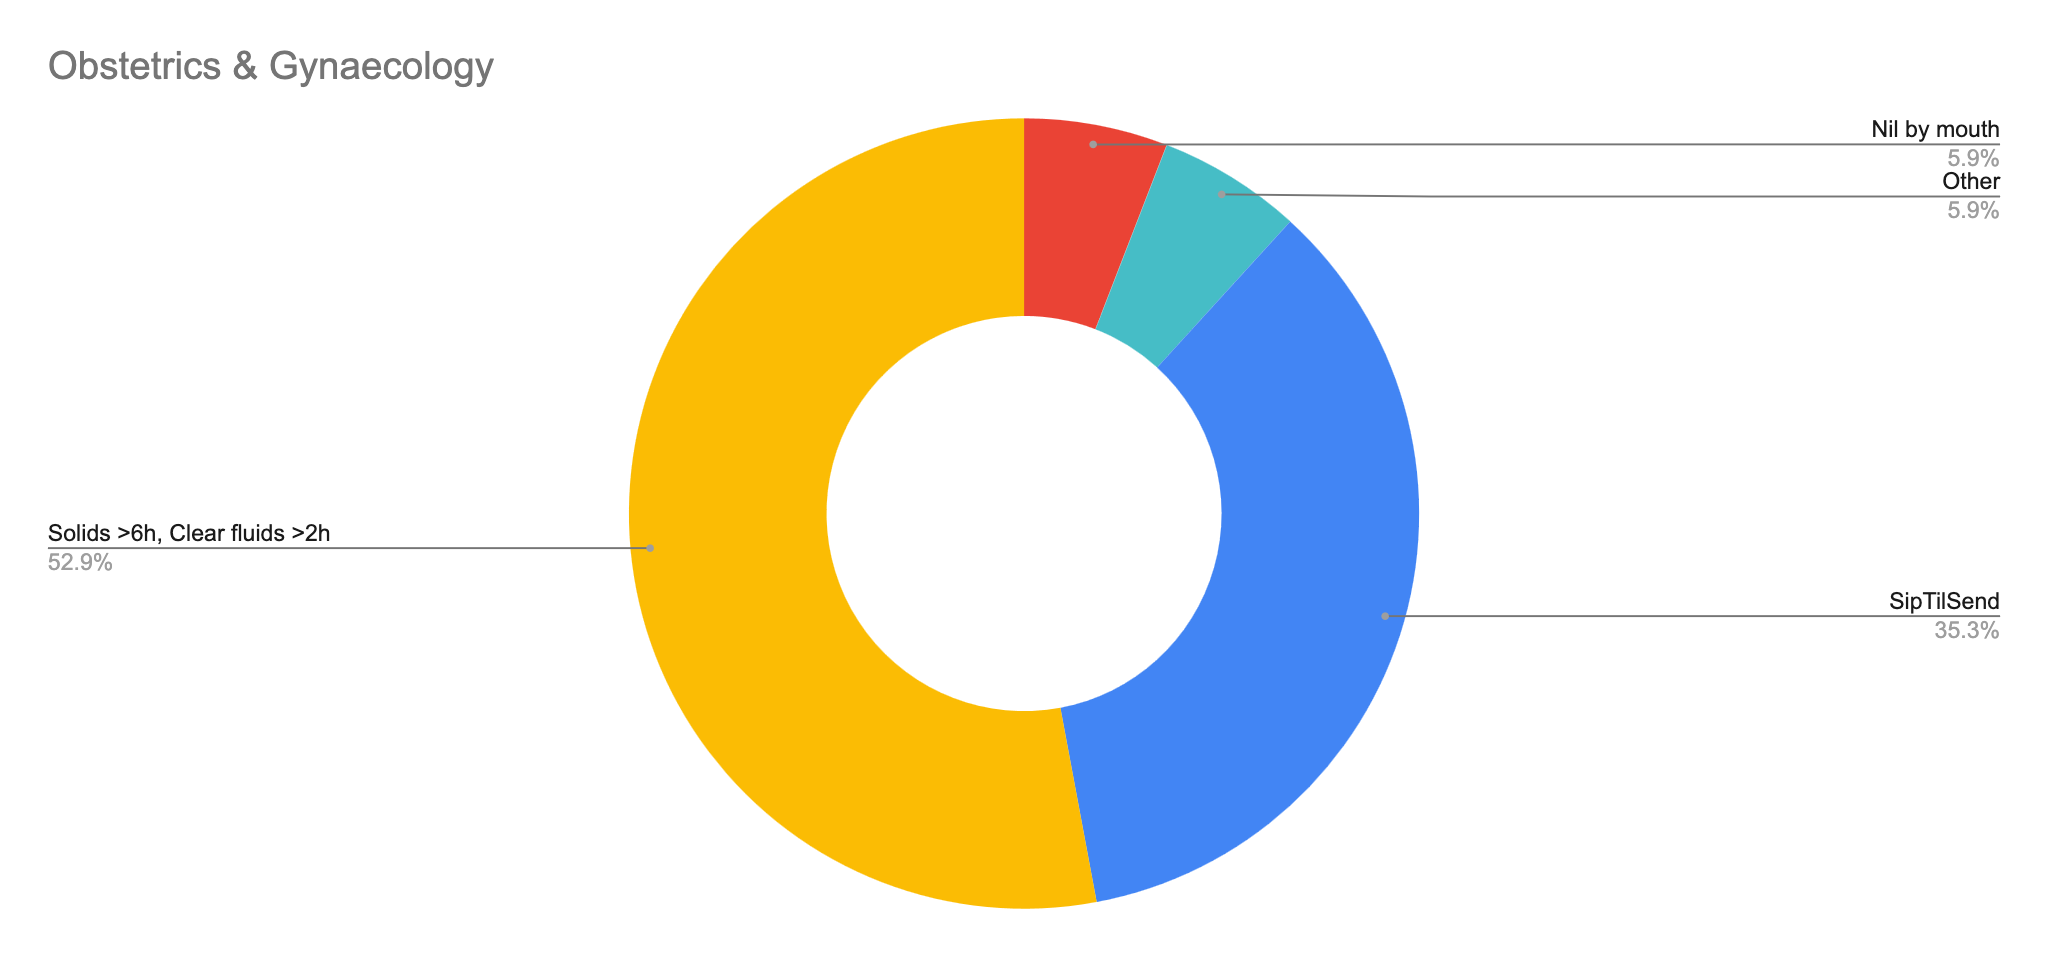 Obstetrics & Gynaecology
Nil by mouth
5.9%
Other
5.9%
Solids >6h, Clear fluids >2h
52.9%
SipTilSend
35.3%